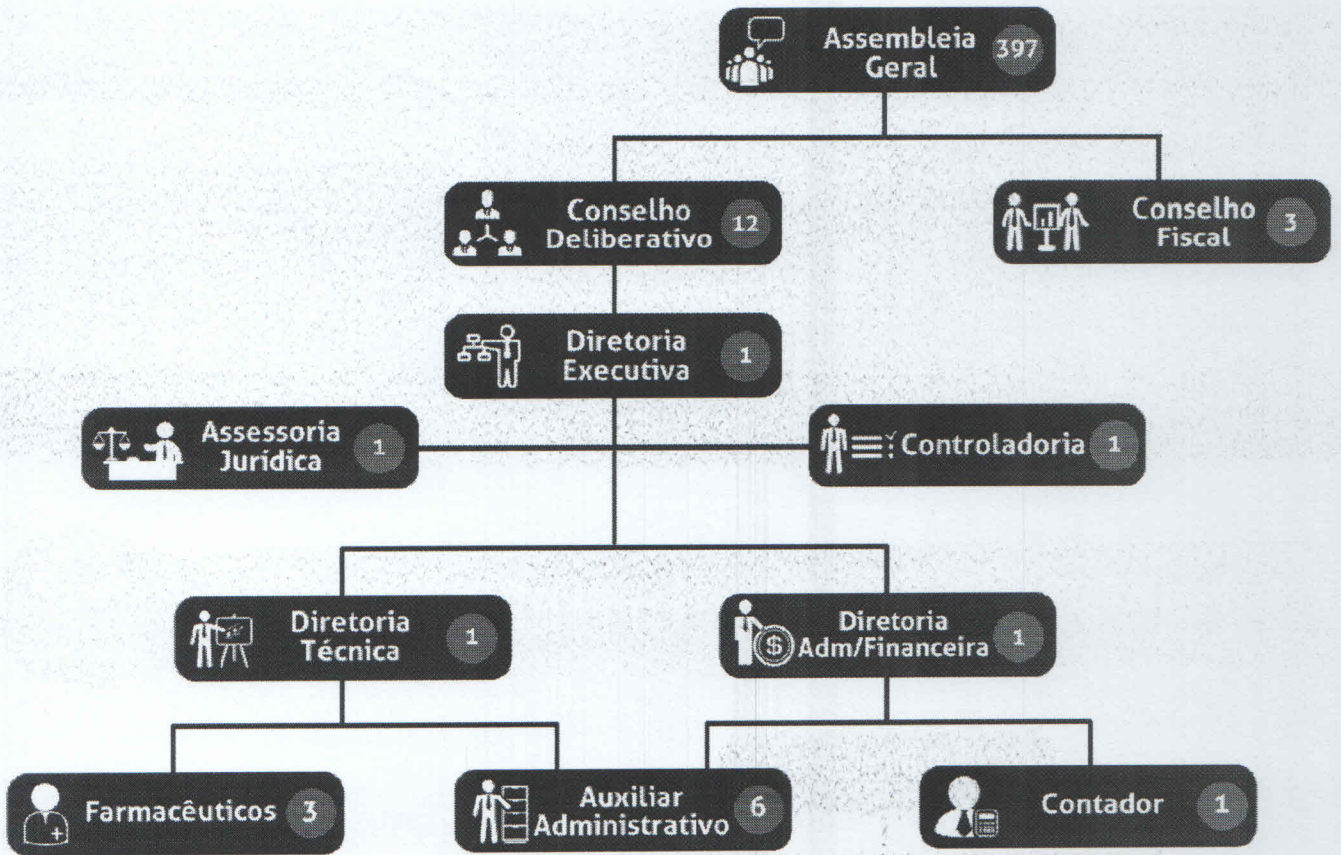 Assembleia
Geral
397
Conselho
Deliberativo
12
Conselho
Fiscal
3
Diretoria
Executiva
1
Assessoria
Jurídica
1
Controladoria
1
Diretoria
Técnica
1
Diretoria
Adm/Financeira
1
Farmacêuticos
3
Auxiliar
Administrativo
6
Contador
1